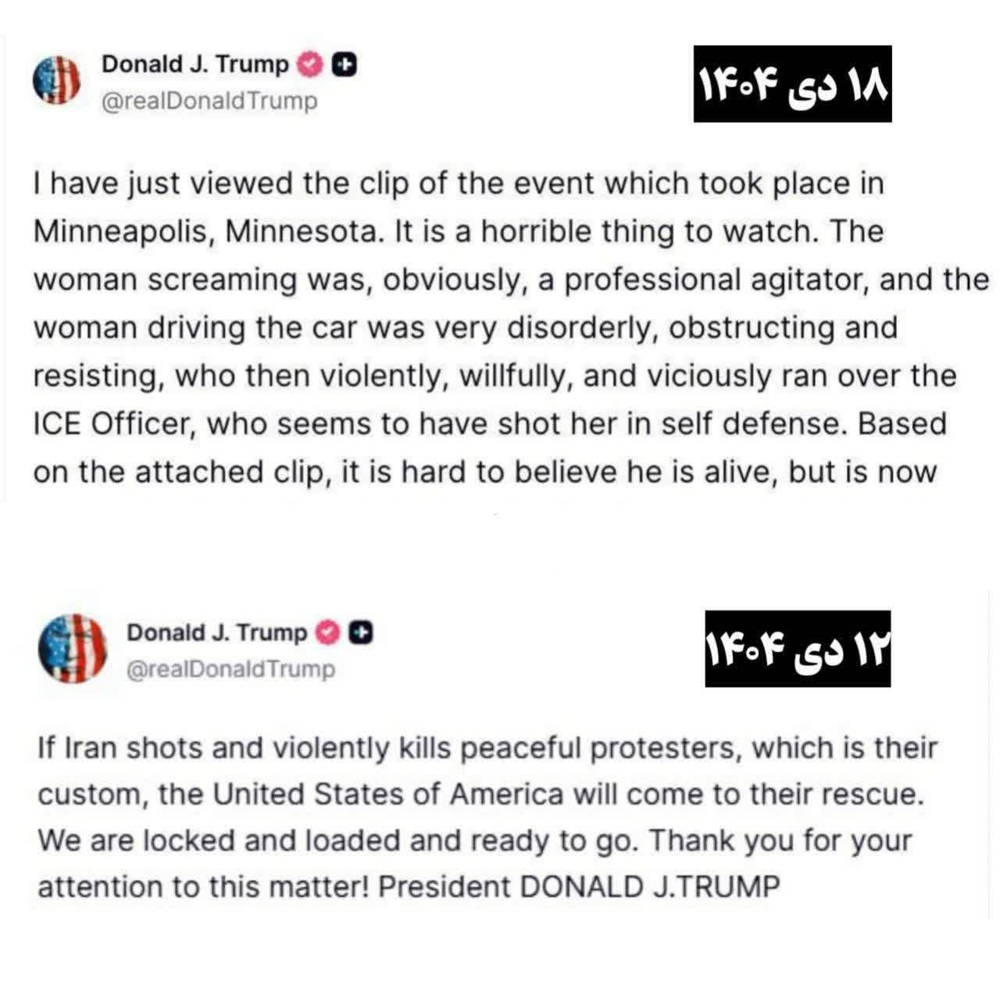 Donald J. Trump
@realDonaldTrump
۱۸ دی ۱۴۰۴
I have just viewed the clip of the event which took place in
Minneapolis, Minnesota. It is a horrible thing to watch. The
woman screaming was, obviously, a professional agitator, and the
woman driving the car was very disorderly, obstructing and
resisting, who then violently, willfully, and viciously ran over the
ICE Officer, who seems to have shot her in self defense. Based
on the attached clip, it is hard to believe he is alive, but is now
Donald J. Trump
@realDonaldTrump
۱۲ دی ۱۴۰۴
If Iran shots and violently kills peaceful protesters, which is their
custom, the United States of America will come to their rescue.
We are locked and loaded and ready to go. Thank you for your
attention to this matter! President DONALD J.TRUMP